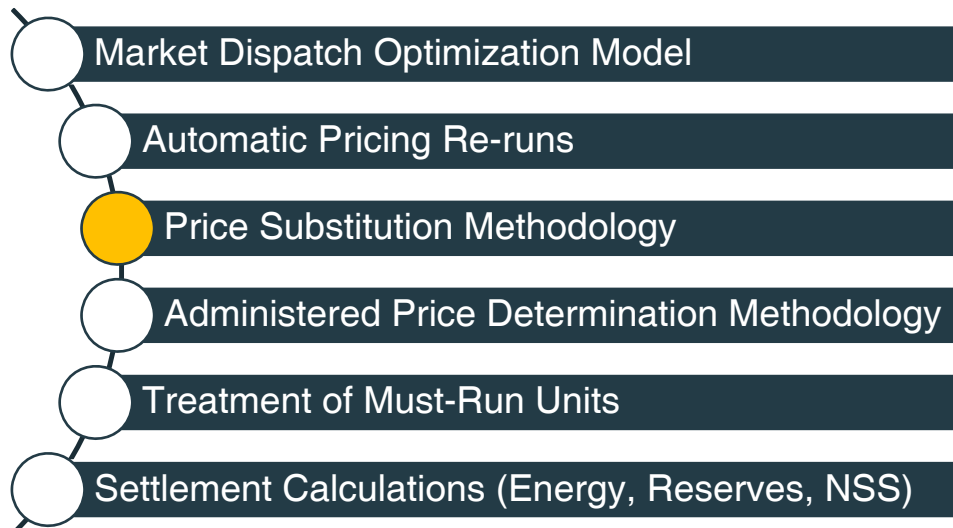 Market Dispatch Optimization Model
Automatic Pricing Re-runs
Price Substitution Methodology
Administered Price Determination Methodology
Treatment of Must-Run Units
Settlement Calculations (Energy, Reserves, NSS)